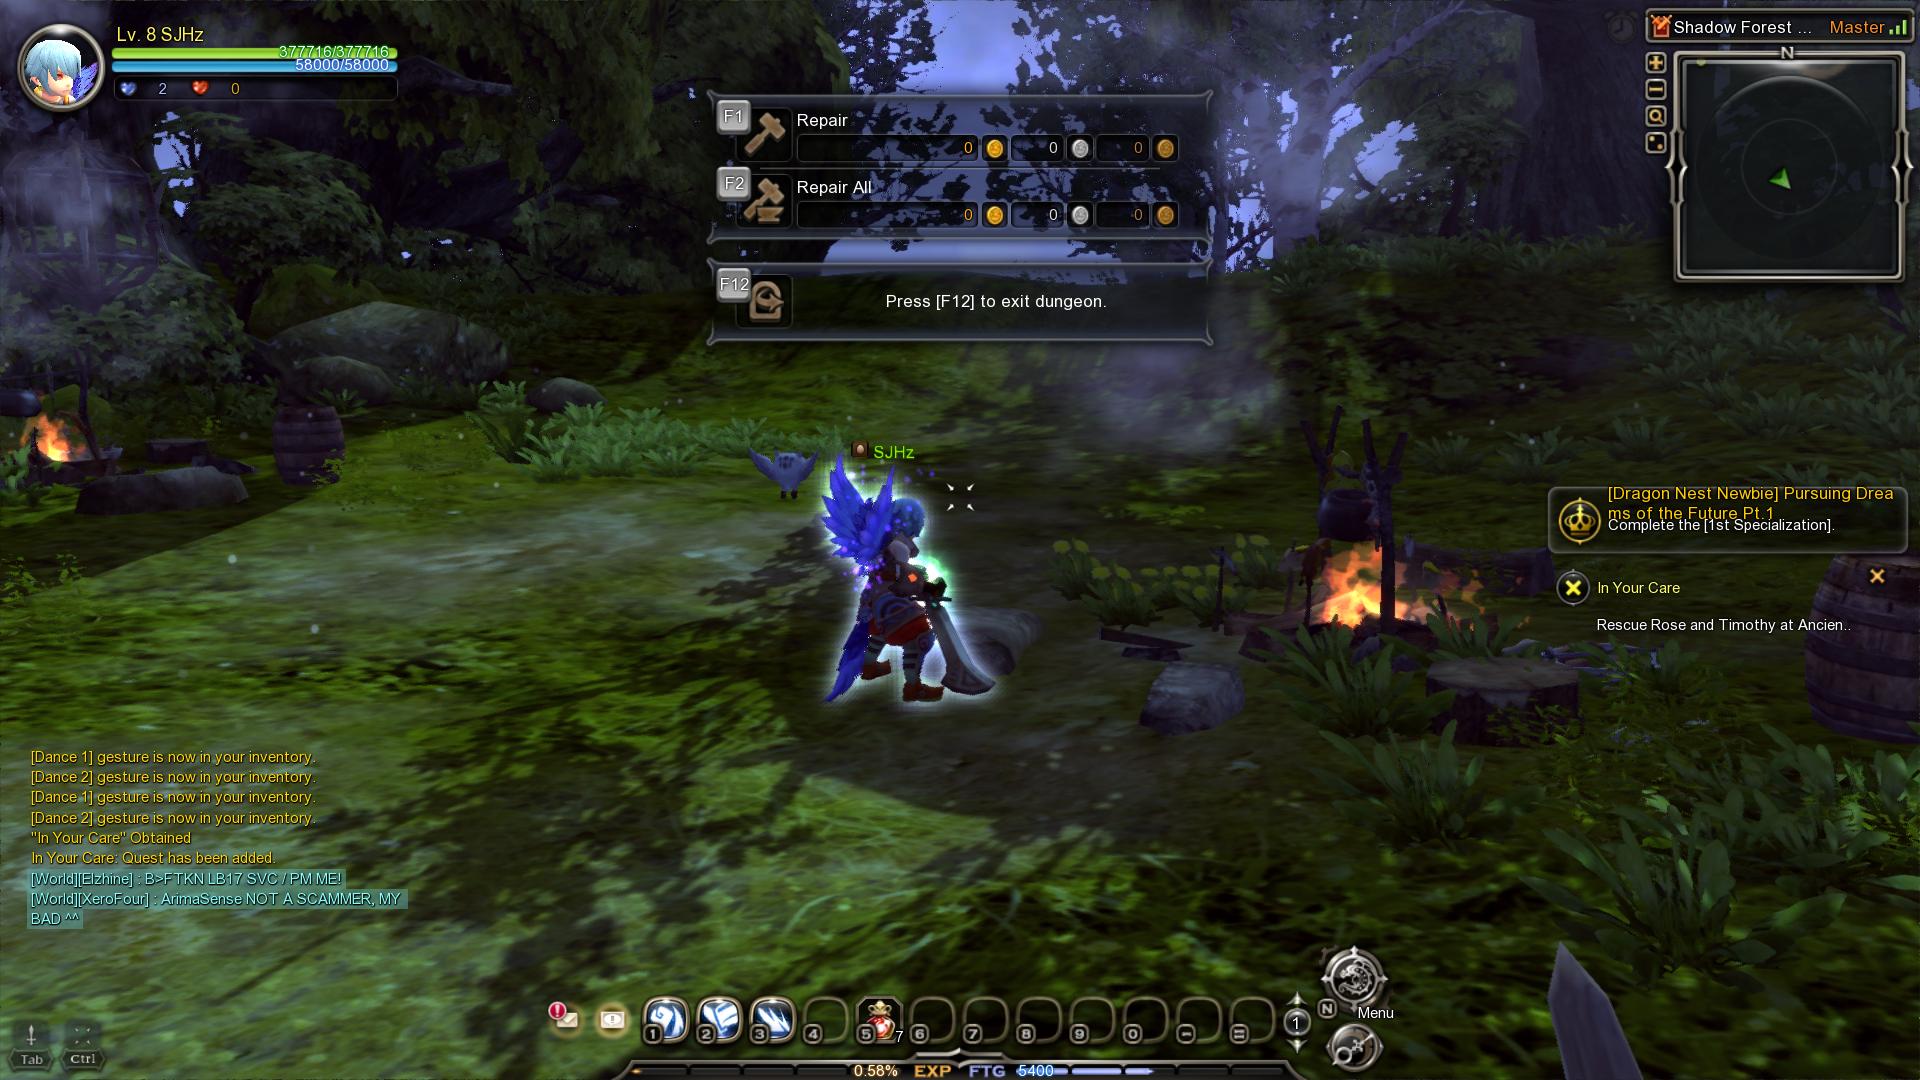 Lv. 8 SJHz
377716/377716
58000/58000
2 0
Shadow Forest ... Master
N
F1 Repair
0 0 0
F2 Repair All
0 0 0
F12 Press [F12] to exit dungeon.
SJHz
[Dragon Nest Newbie] Pursuing Drea
ms of the Future Pt.1
Complete the [1st Specialization].
In Your Care
Rescue Rose and Timothy at Ancien..
[Dance 1] gesture is now in your inventory.
[Dance 2] gesture is now in your inventory.
[Dance 1] gesture is now in your inventory.
[Dance 2] gesture is now in your inventory.
"In Your Care" Obtained
In Your Care: Quest has been added.
[World][Elzhine] : B>FTKN LB17 SVC / PM ME!
[World][XeroFour] : ArimaSense NOT A SCAMMER, MY
BAD ^^
Tab Ctrl
1 2 3 4 5 7 6 7 8 9 0 - = 1 N Menu
0.58% EXP FTG 5400